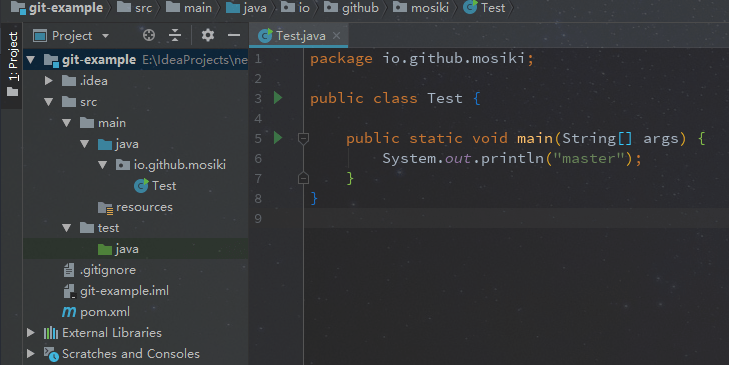 git-example src main java io github mosiki Test
1: Project
Project
git-example E:\IdeaProjects\ne
.idea
src
main
java
io.github.mosiki
Test
resources
test
java
.gitignore
git-example.iml
pom.xml
External Libraries
Scratches and Consoles
Test.java
1 package io.github.mosiki;
2
3 public class Test {
4
5 public static void main(String[] args) {
6 System.out.println("master");
7 }
8 }
9